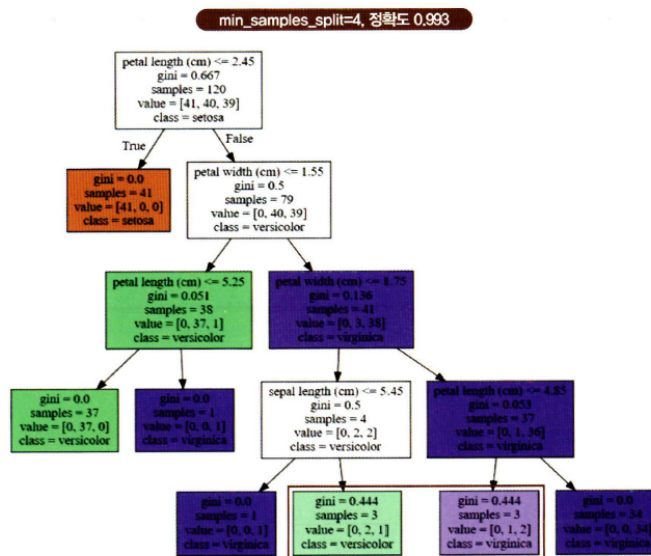 min_samples_split=4, 정확도 0.993
petal length (cm) <= 2.45
gini = 0.667
samples = 120
value = [41, 40, 39]
class = setosa
True
False
gini = 0.0
samples = 41
value = [41, 0, 0]
class = setosa
petal width (cm) <= 1.55
gini = 0.5
samples = 79
value = [0, 40, 39]
class = versicolor
petal length (cm) <= 5.25
gini = 0.051
samples = 38
value = [0, 37, 1]
class = versicolor
petal width (cm) <= 1.75
gini = 0.136
samples = 41
value = [0, 3, 38]
class = virginica
gini = 0.0
samples = 37
value = [0, 37, 0]
class = versicolor
gini = 0.0
samples = 1
value = [0, 0, 1]
class = virginica
sepal length (cm) <= 5.45
gini = 0.5
samples = 4
value = [0, 2, 2]
class = versicolor
petal length (cm) <= 4.85
gini = 0.053
samples = 37
value = [0, 1, 36]
class = virginica
gini = 0.0
samples = 1
value = [0, 0, 1]
class = virginica
gini = 0.444
samples = 3
value = [0, 2, 1]
class = versicolor
gini = 0.444
samples = 3
value = [0, 1, 2]
class = virginica
gini = 0.0
samples = 34
value = [0, 0, 34]
class = virginica